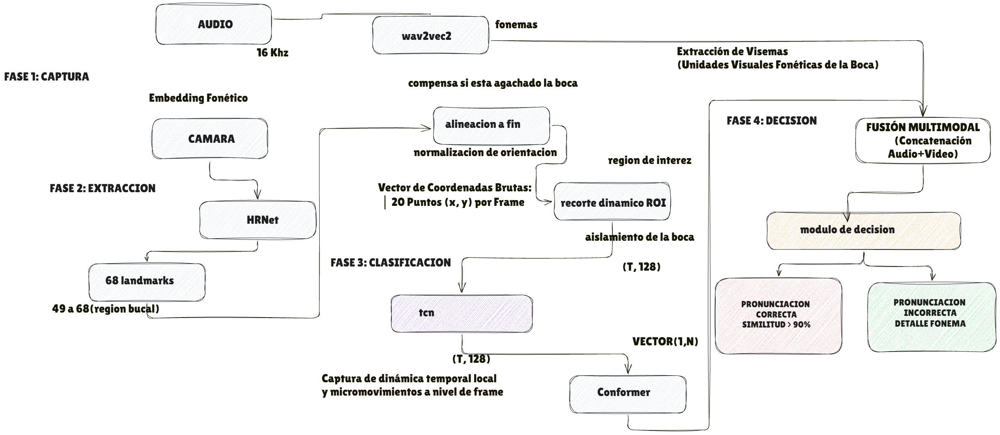 AUDIO
16 Khz
wav2vec2
fonemas
Extracción de Visemas
(Unidades Visuales Fonéticas de la Boca)
FASE 1: CAPTURA
Embedding Fonético
CAMARA
FASE 2: EXTRACCION
HRNet
68 landmarks
49 a 68(region bucal)
compensa si esta agachado la boca
alineacion a fin
normalizacion de orientacion
region de interez
Vector de Coordenadas Brutas:
│ 20 Puntos (x, y) por Frame
recorte dinamico ROI
aislamiento de la boca
(T, 128)
FASE 3: CLASIFICACION
tcn
(T, 128)
Captura de dinámica temporal local
y micromovimientos a nivel de frame
VECTOR(1,N)
Conformer
FASE 4: DECISION
FUSIÓN MULTIMODAL
(Concatenación
Audio+Video)
modulo de decision
PRONUNCIACION
CORRECTA
SIMILITUD > 90%
PRONUNCIACION
INCORRECTA
DETALLE FONEMA